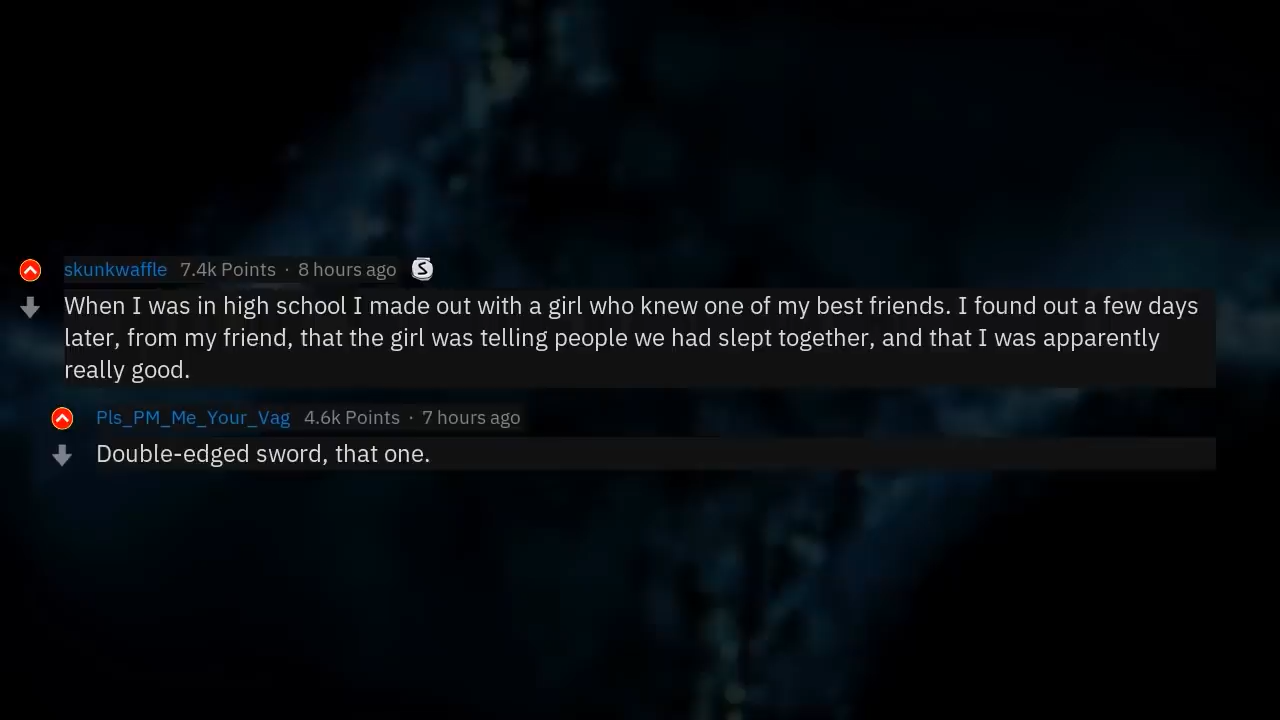 skunkwaffle 7.4k Points · 8 hours ago S
When I was in high school I made out with a girl who knew one of my best friends. I found out a few days
later, from my friend, that the girl was telling people we had slept together, and that I was apparently
really good.
Pls_PM_Me_Your_Vag 4.6k Points · 7 hours ago
Double-edged sword, that one.